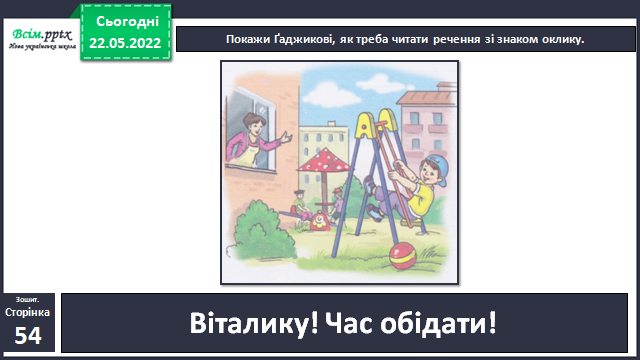 Всім.pptx
Нова українська школа
Сьогодні
22.05.2022
Покажи Ґаджикові, як треба читати речення зі знаком оклику.
Зошит.
Сторінка
54
Віталику! Час обідати!